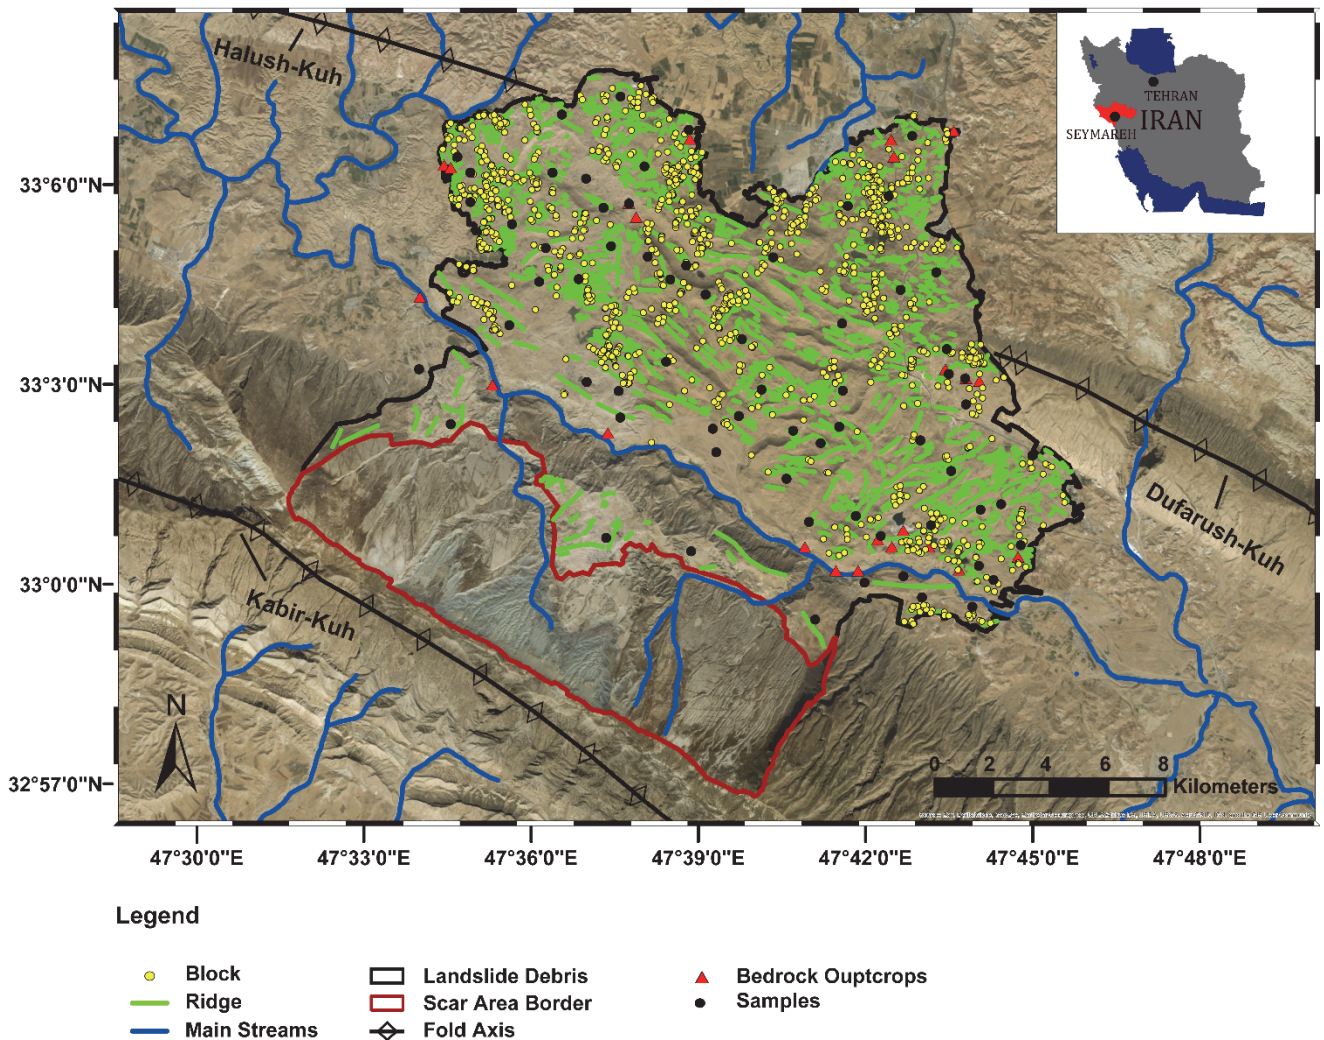 Halush-Kuh
TEHRAN
SEYMAREH
IRAN
33°6'0"N
33°3'0"N
33°0'0"N
32°57'0"N
Dufarush-Kuh
Kabir-Kuh
N
0 2 4 6 8
Kilometers
47°30'0"E 47°33'0"E 47°36'0"E 47°39'0"E 47°42'0"E 47°45'0"E 47°48'0"E
Legend
Block
Landslide Debris
Bedrock Ouptcrops
Ridge
Scar Area Border
Samples
Main Streams
Fold Axis